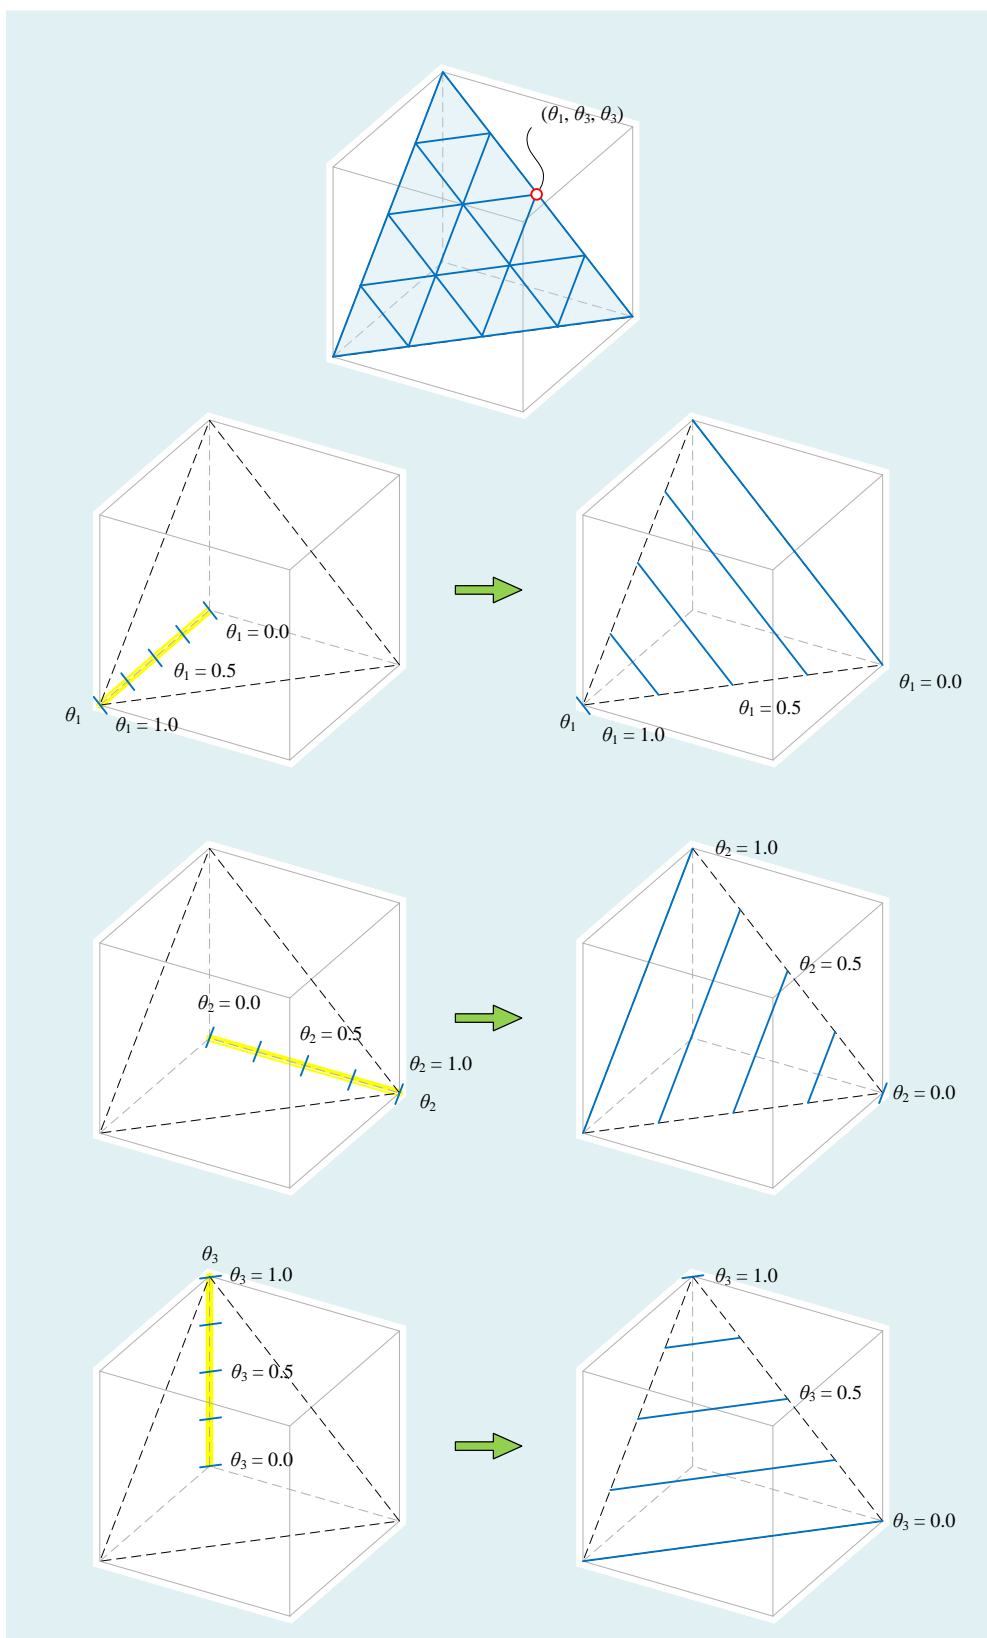 (θ₁, θ₃, θ₃)
θ₁ = 0.0
θ₁ = 0.5
θ₁
θ₁ = 1.0
θ₁ = 0.0
θ₁ = 0.5
θ₁
θ₁ = 1.0
θ₂ = 0.0
θ₂ = 0.5
θ₂ = 1.0
θ₂
θ₂ = 1.0
θ₂ = 0.5
θ₂ = 0.0
θ₃
θ₃ = 1.0
θ₃ = 0.5
θ₃ = 0.0
θ₃ = 1.0
θ₃ = 0.5
θ₃ = 0.0